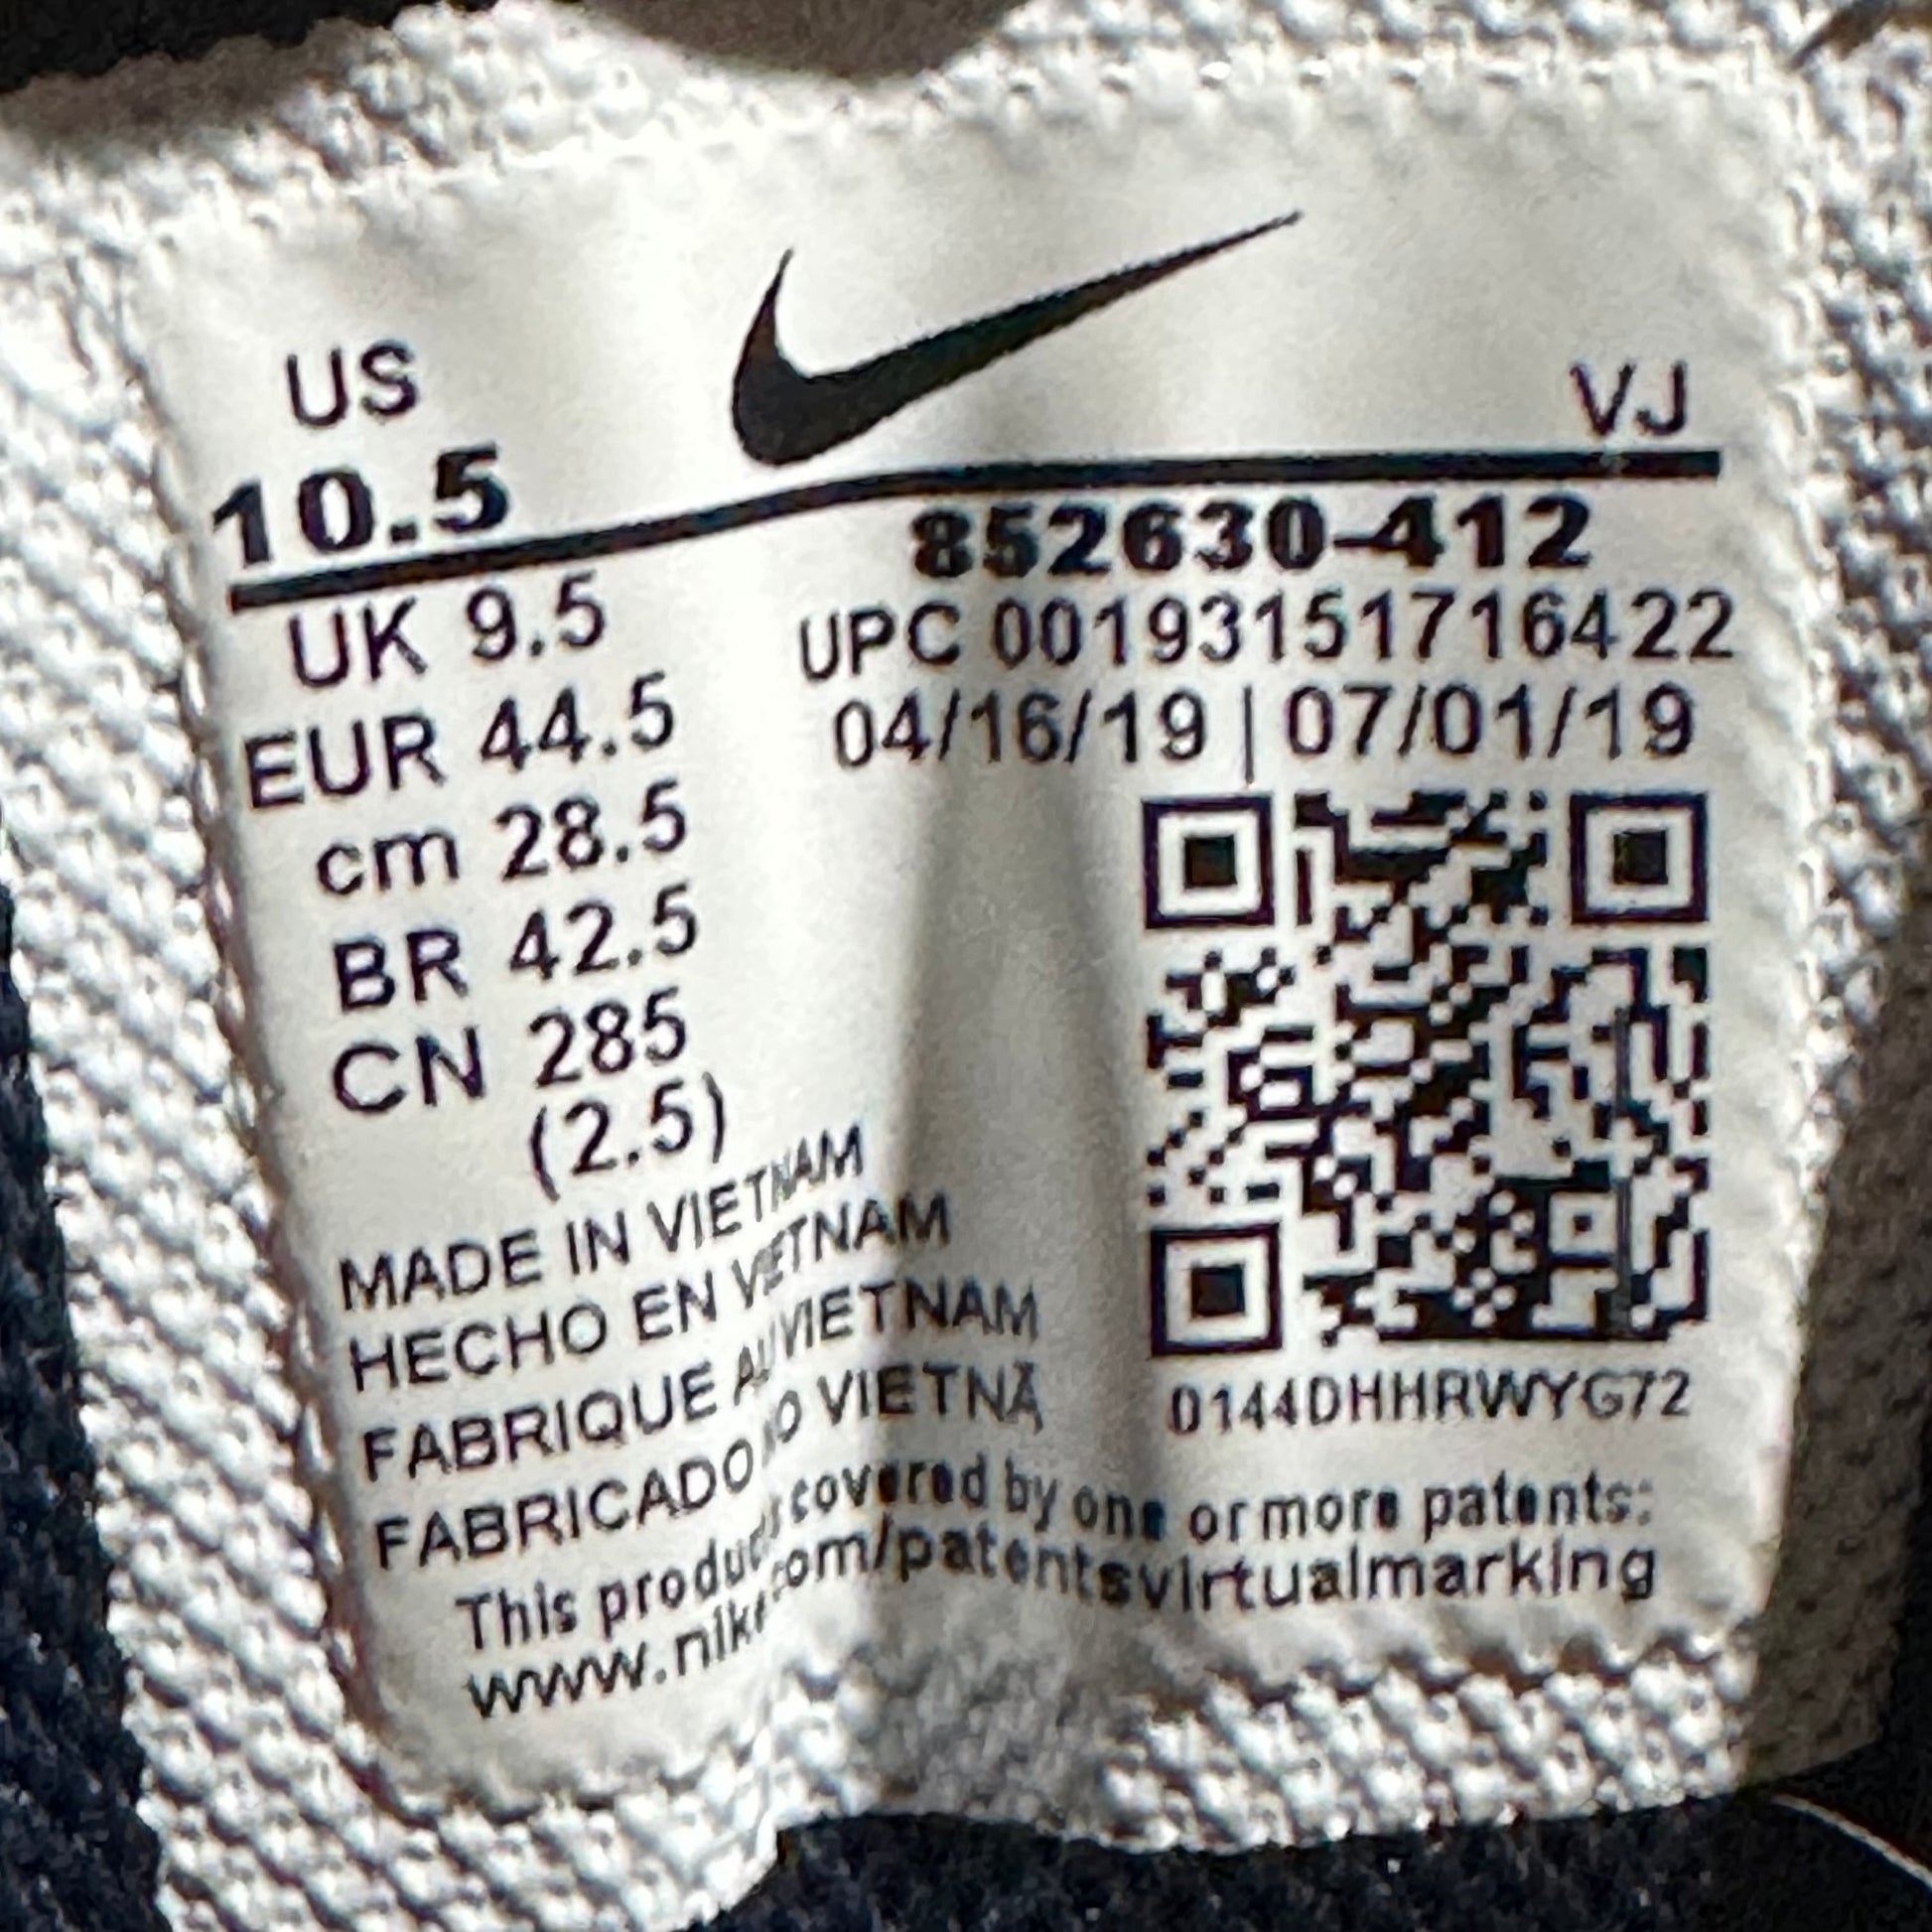 US
10.5
UK 9.5
EUR 44.5
cm 28.5
BR 42.5
CN 285
(2.5)
VJ
852630-412
UPC 00193151716422
04/16/19 | 07/01/19
0144DHHRWYG72
MADE IN VIETNAM
HECHO EN VIETNAM
FABRIQUE AU VIETNAM
FABRICADO NO VIETNÃ
This product covered by one or more patents:
www.nike.com/patentsvirtualmarking